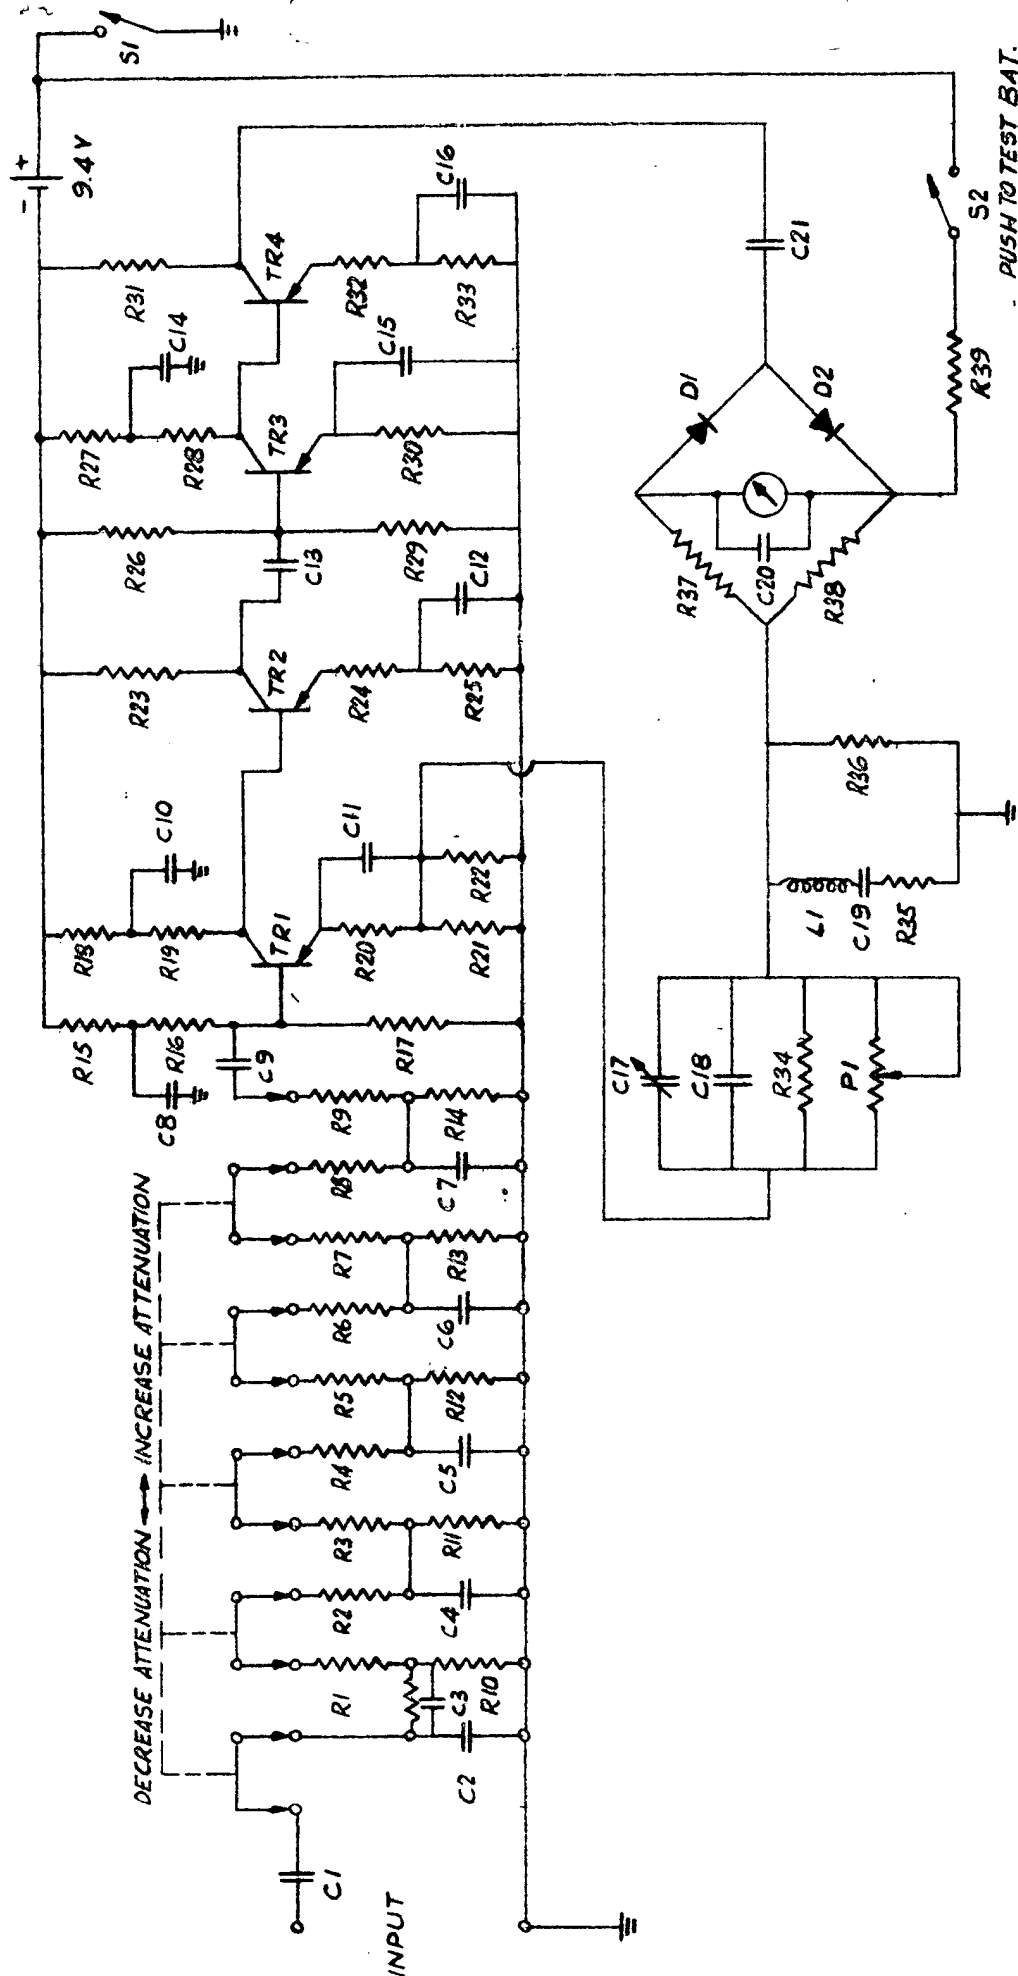 DECREASE ATTENUATION INCREASE ATTENUATION
INPUT
C1
C2
C3
R10
R1
R2
C4
R3
R11
R4
C5
R5
R12
R6
C6
R7
R13
R8
C7
R9
R14
C8
R15
R16
C9
R17
R18
R19
C10
TR1
R20
C11
R21
R22
R23
TR2
R24
R25
C12
C13
R26
R29
R27
R28
C14
TR3
R30
C15
R31
TR4
R32
R33
C16
- +
9.4V
S1
C17
C18
R34
P1
L1
C19
R35
R36
R37
R38
C20
D1
D2
C21
R39
S2
PUSH TO TEST BAT.